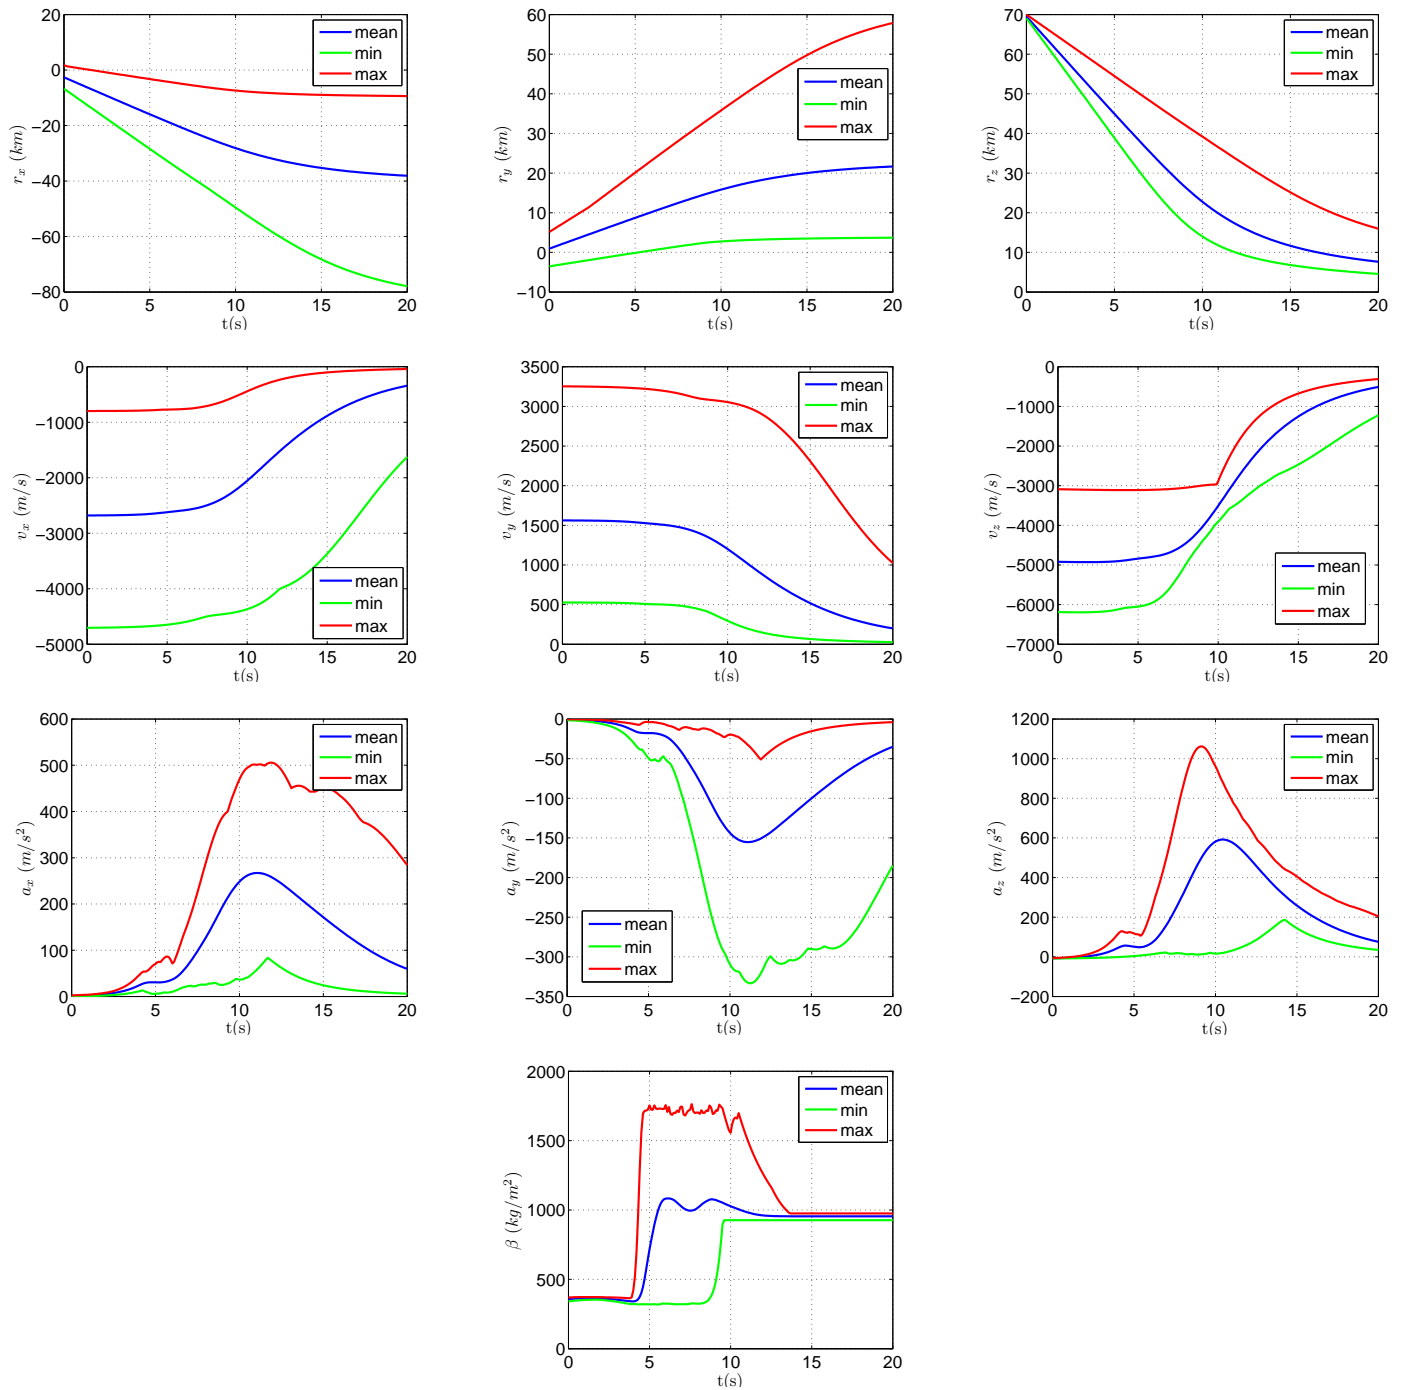 20
0
−20
−40
−60
−80
0 5 10 15 20
r_x (km)
t(s)
mean
min
max
60
50
40
30
20
10
0
−10
0 5 10 15 20
r_y (km)
t(s)
mean
min
max
70
60
50
40
30
20
10
0
0 5 10 15 20
r_z (km)
t(s)
mean
min
max
0
−1000
−2000
−3000
−4000
−5000
0 5 10 15 20
v_x (m/s)
t(s)
mean
min
max
3500
3000
2500
2000
1500
1000
500
0
0 5 10 15 20
v_y (m/s)
t(s)
mean
min
max
0
−1000
−2000
−3000
−4000
−5000
−6000
−7000
0 5 10 15 20
v_z (m/s)
t(s)
mean
min
max
600
500
400
300
200
100
0
0 5 10 15 20
a_x (m/s²)
t(s)
mean
min
max
0
−50
−100
−150
−200
−250
−300
−350
0 5 10 15 20
a_y (m/s²)
t(s)
mean
min
max
1200
1000
800
600
400
200
0
−200
0 5 10 15 20
a_z (m/s²)
t(s)
mean
min
max
2000
1500
1000
500
0
0 5 10 15 20
β (kg/m²)
t(s)
mean
min
max